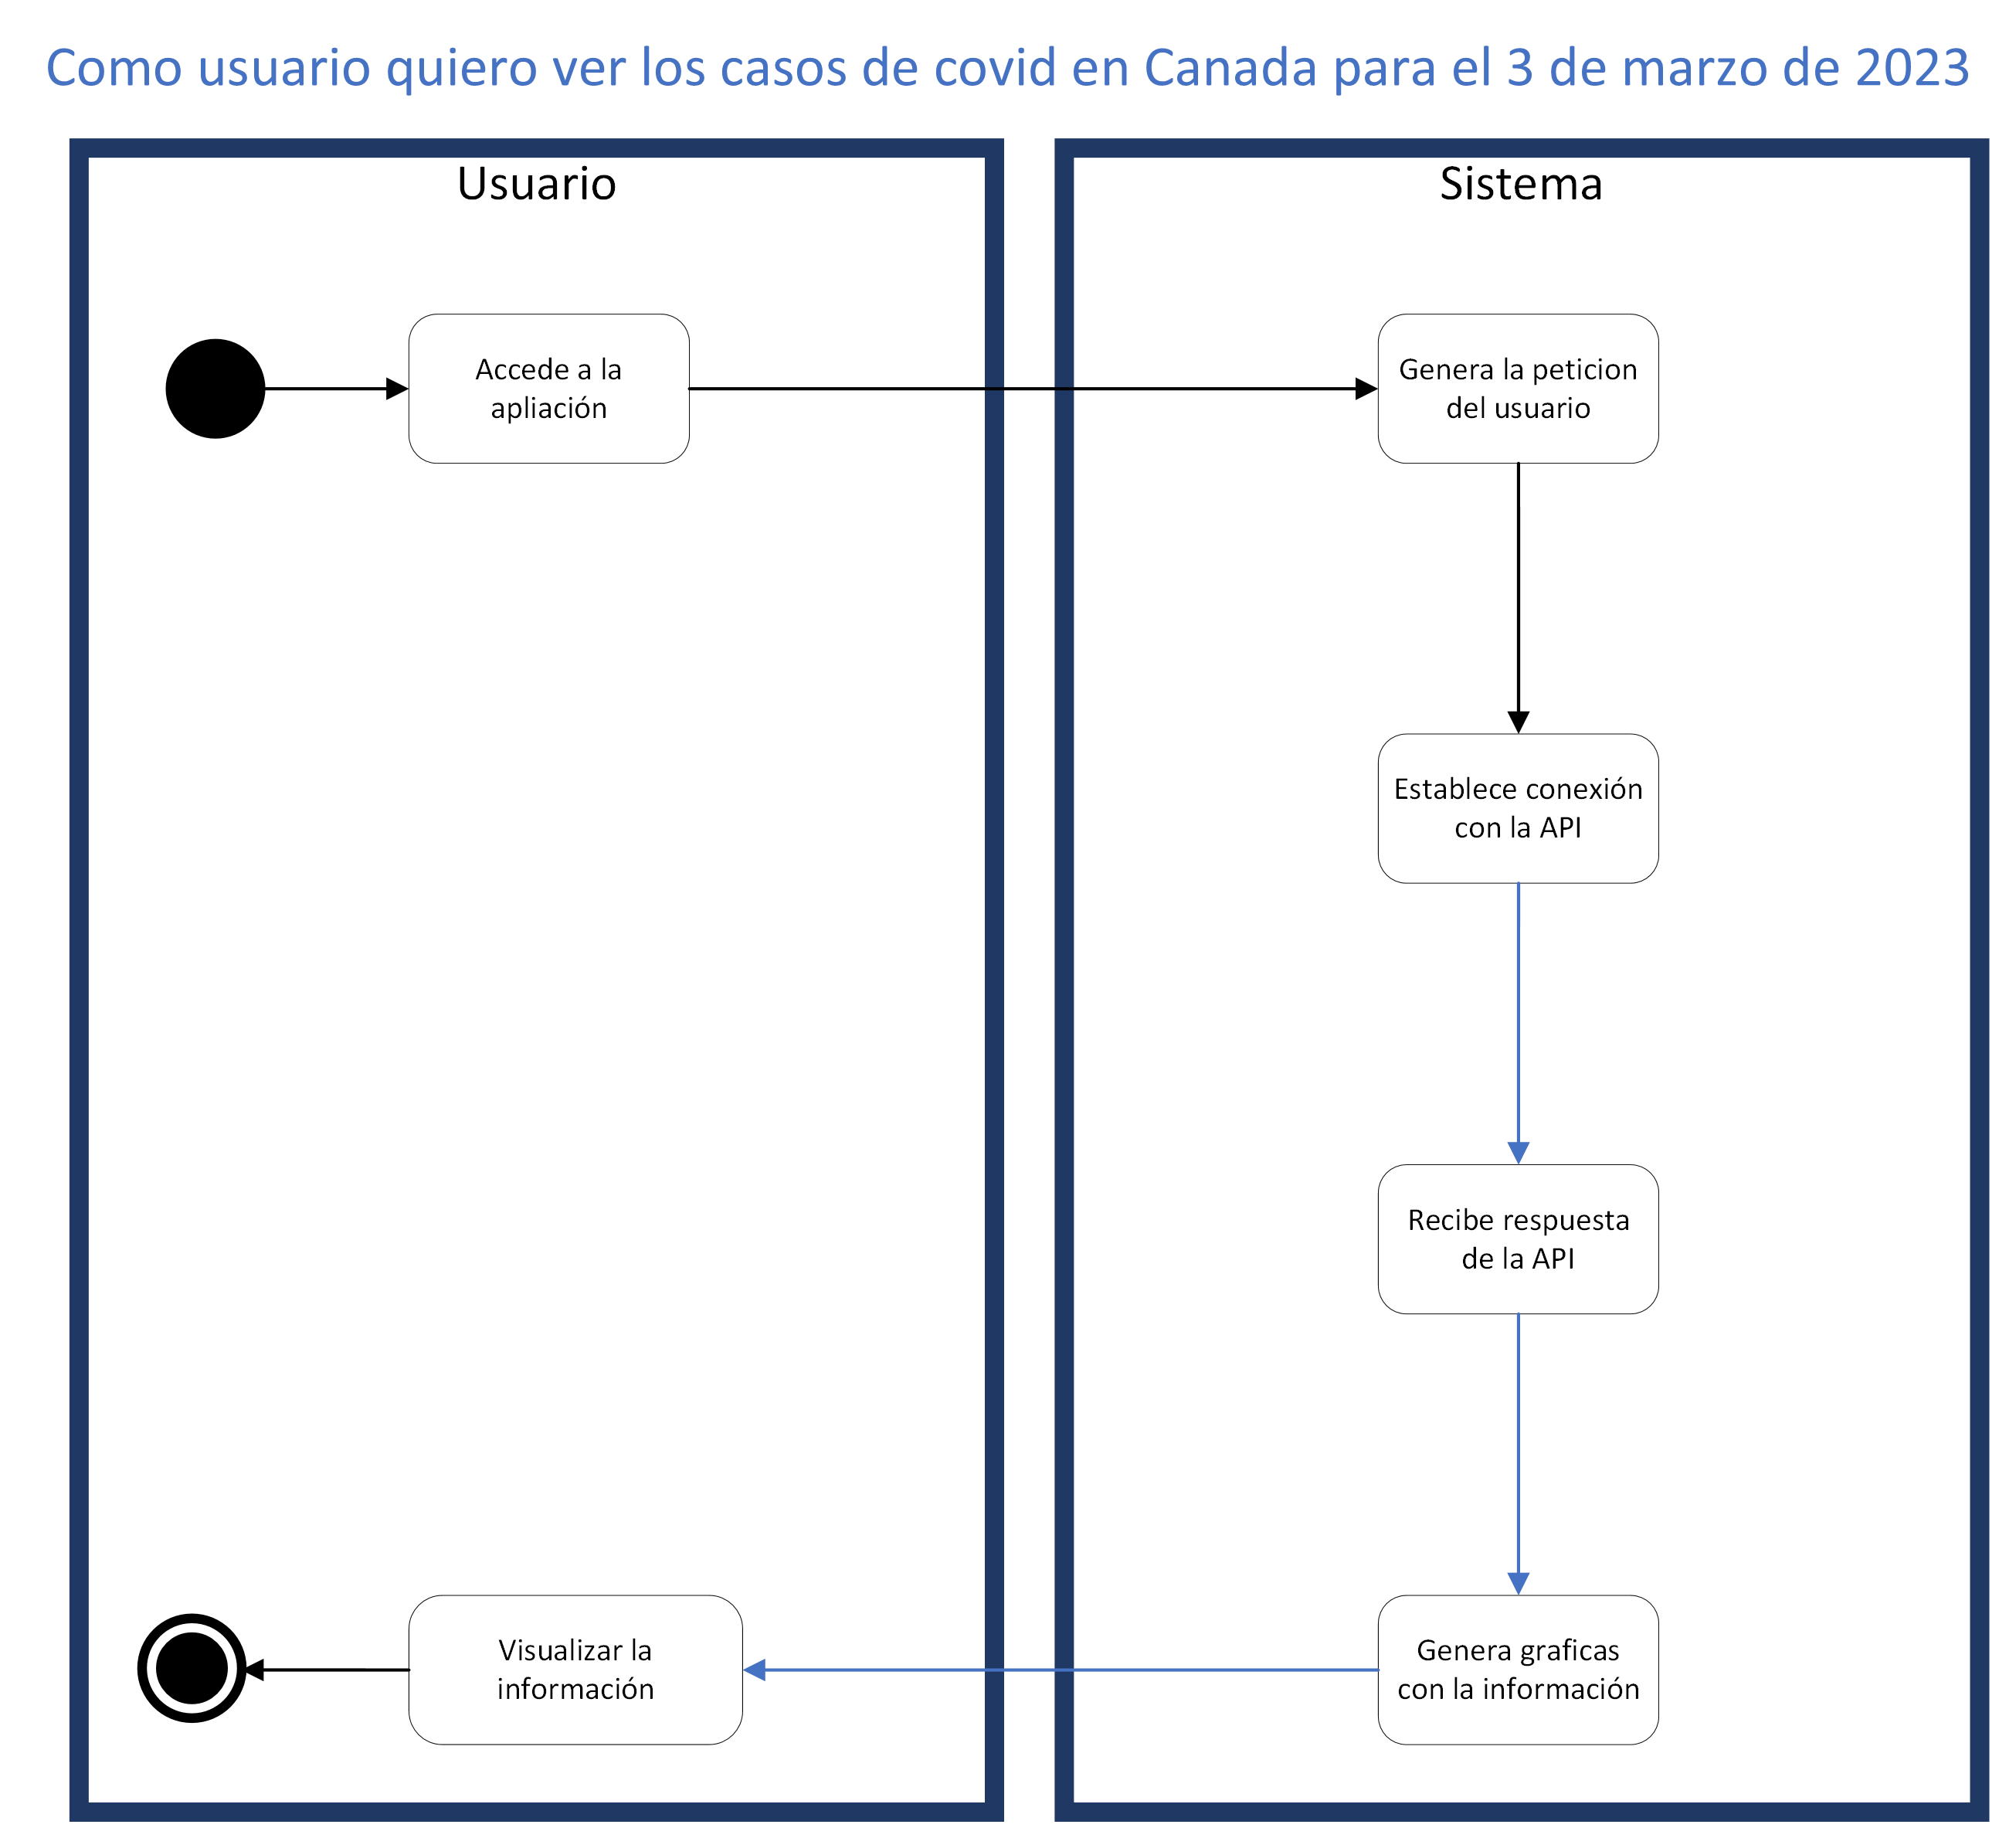 Como usuario quiero ver los casos de covid en Canada para el 3 de marzo de 2023
Usuario
Sistema
Accede a la
apliación
Genera la peticion
del usuario
Establece conexión
con la API
Recibe respuesta
de la API
Genera graficas
con la información
Visualizar la
información